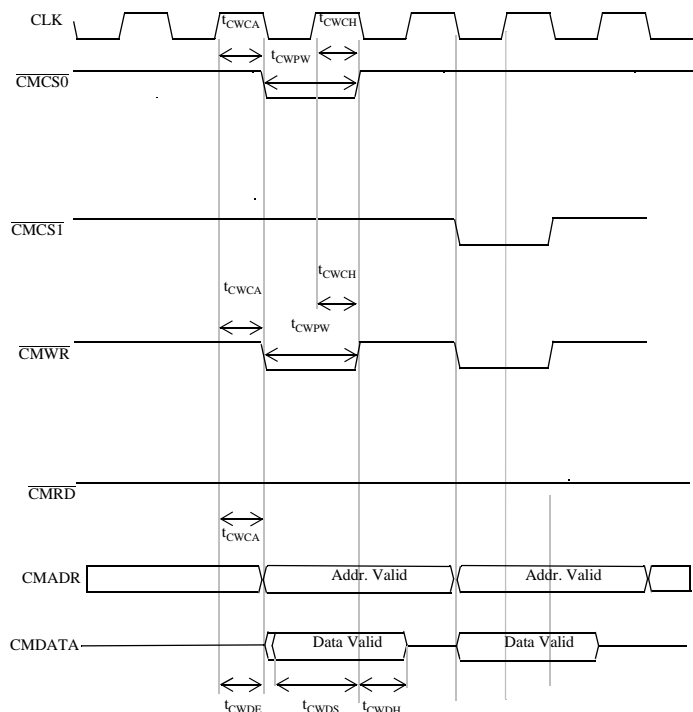 CLK
tCWCA
tCWCH
tCWPW
CMCS0
CMCS1
tCWCH
tCWCA
tCWPW
CMWR
CMRD
tCWCA
CMADR
Addr. Valid
Addr. Valid
CMDATA
Data Valid
Data Valid
tCWDE
tCWDS
tCWDH